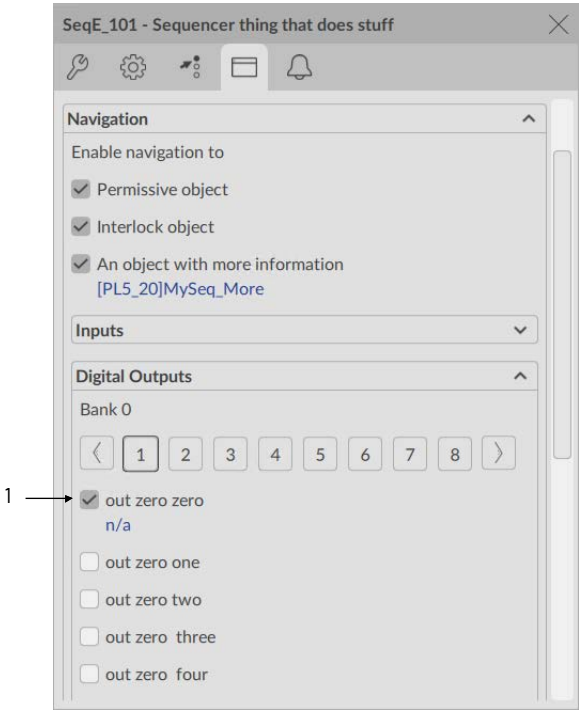 SeqE_101 - Sequencer thing that does stuff
Navigation
Enable navigation to
Permissive object
Interlock object
An object with more information
[PL5_20]MySeq_More
Inputs
Digital Outputs
Bank 0
1 2 3 4 5 6 7 8
1
out zero zero
n/a
out zero one
out zero two
out zero three
out zero four